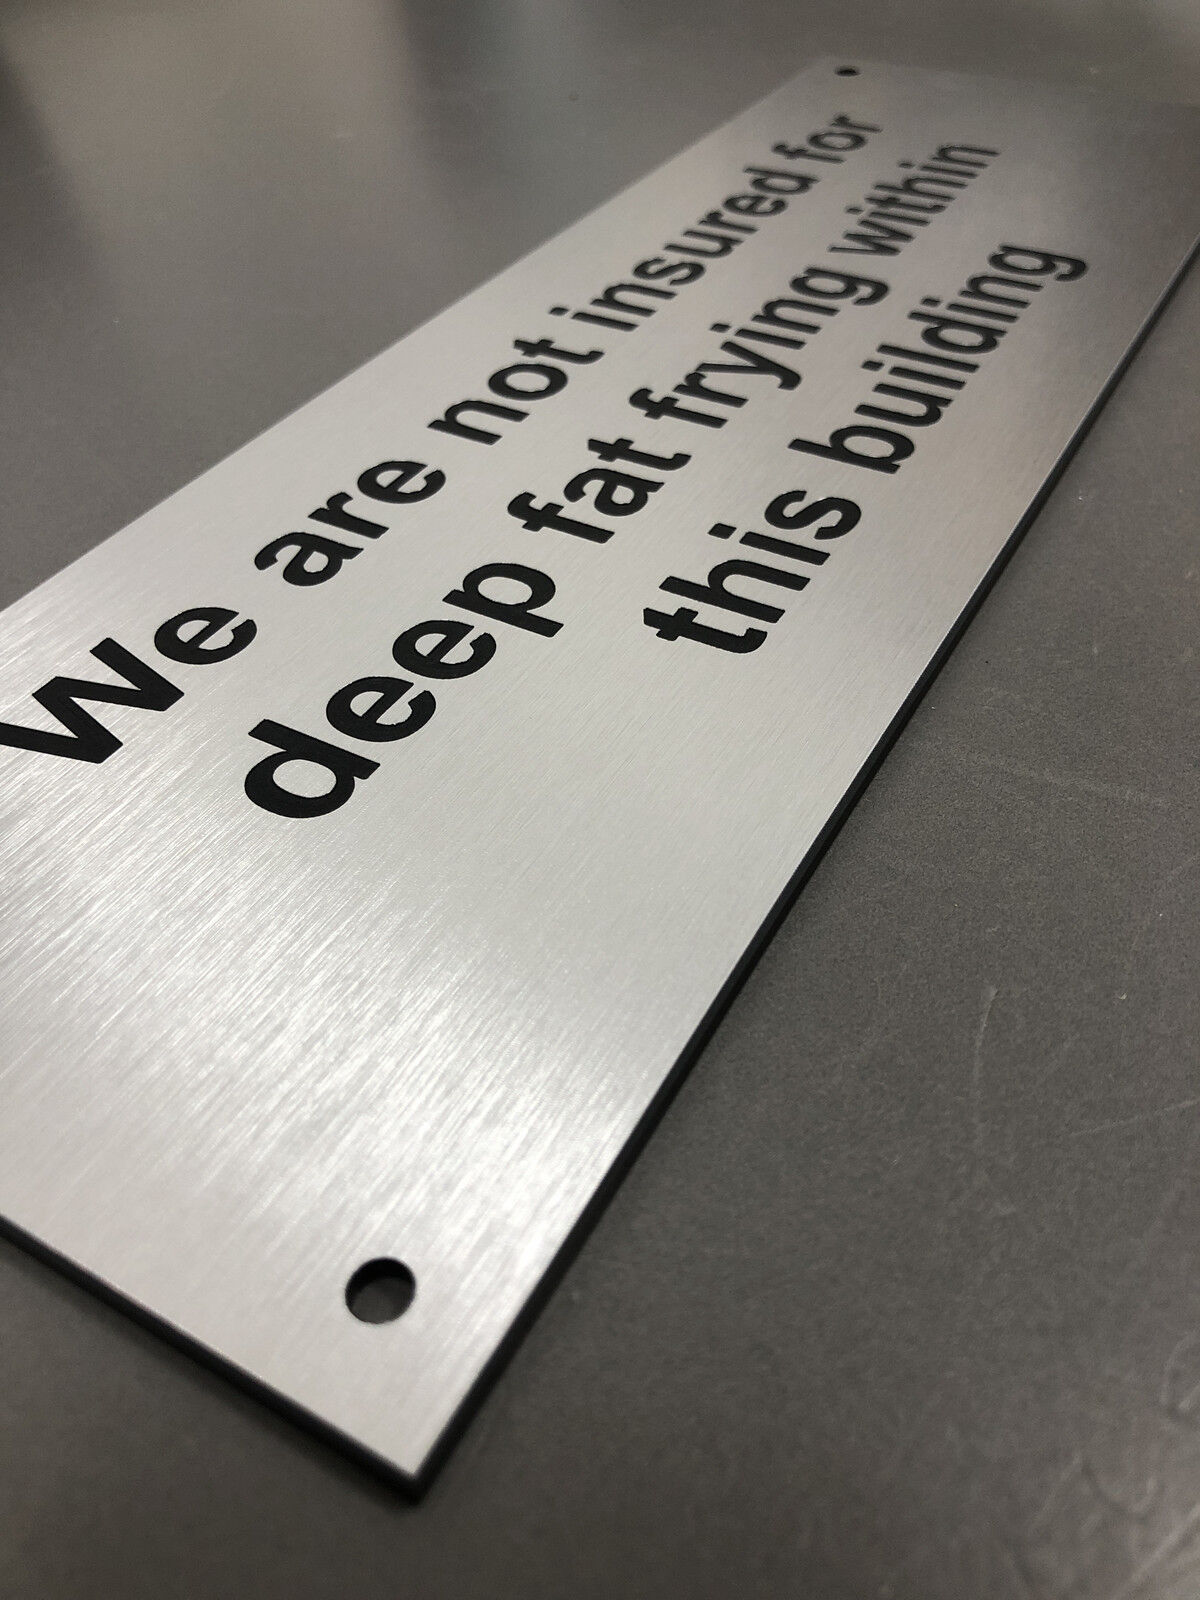 We are not insured for
deep fat frying within
this building